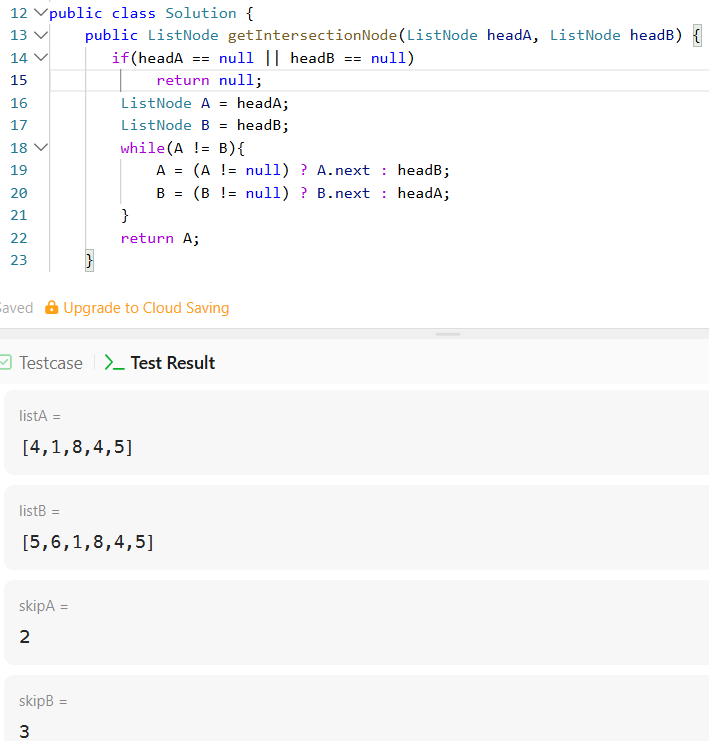 12 public class Solution {
13 public ListNode getIntersectionNode(ListNode headA, ListNode headB) {
14 if(headA == null || headB == null)
15 return null;
16 ListNode A = headA;
17 ListNode B = headB;
18 while(A != B){
19 A = (A != null) ? A.next : headB;
20 B = (B != null) ? B.next : headA;
21 }
22 return A;
23 }
Saved Upgrade to Cloud Saving
Testcase Test Result
listA =
[4,1,8,4,5]
listB =
[5,6,1,8,4,5]
skipA =
2
skipB =
3